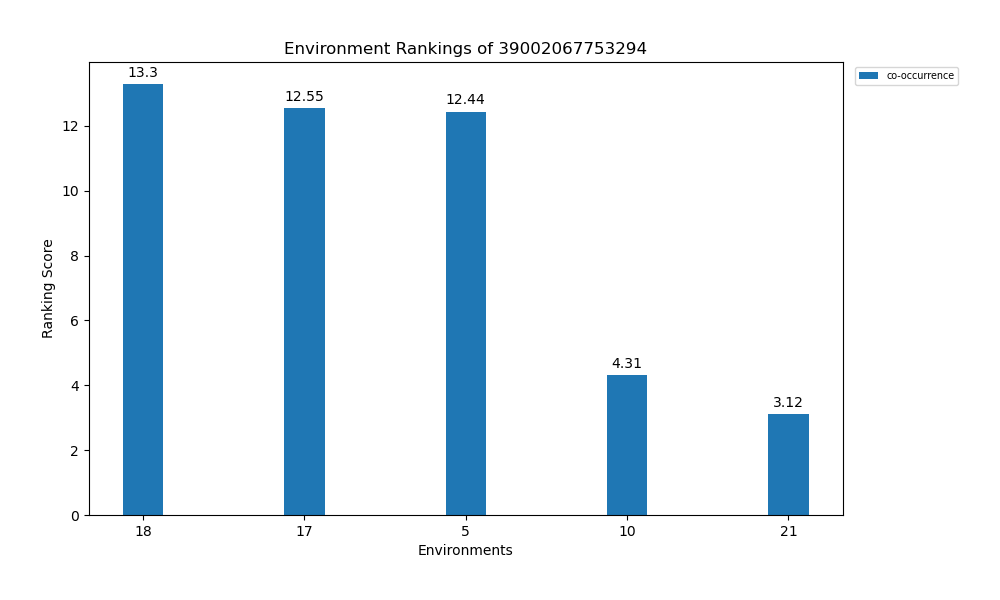 Environment Rankings of 39002067753294
co-occurrence
13.3
12.55
12.44
4.31
3.12
Ranking Score
12
10
8
6
4
2
0
18 17 5 10 21
Environments